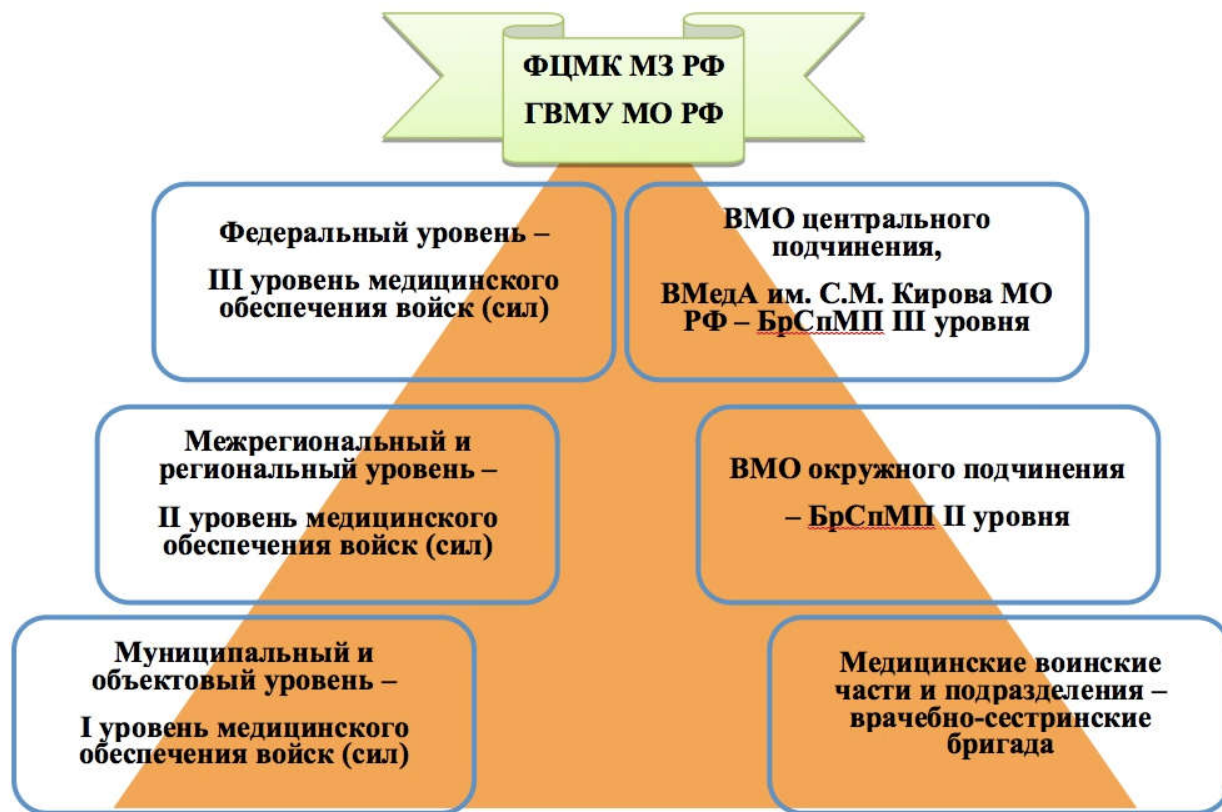 ФЦМК МЗ РФ
ГВМУ МО РФ
Федеральный уровень –
III уровень медицинского
обеспечения войск (сил)
ВМО центрального
подчинения,
ВМедА им. С.М. Кирова МО
РФ – БрСпМП III уровня
Межрегиональный и
региональный уровень –
II уровень медицинского
обеспечения войск (сил)
ВМО окружного подчинения
– БрСпМП II уровня
Муниципальный и
объектовый уровень –
I уровень медицинского
обеспечения войск (сил)
Медицинские воинские
части и подразделения –
врачебно-сестринские
бригада